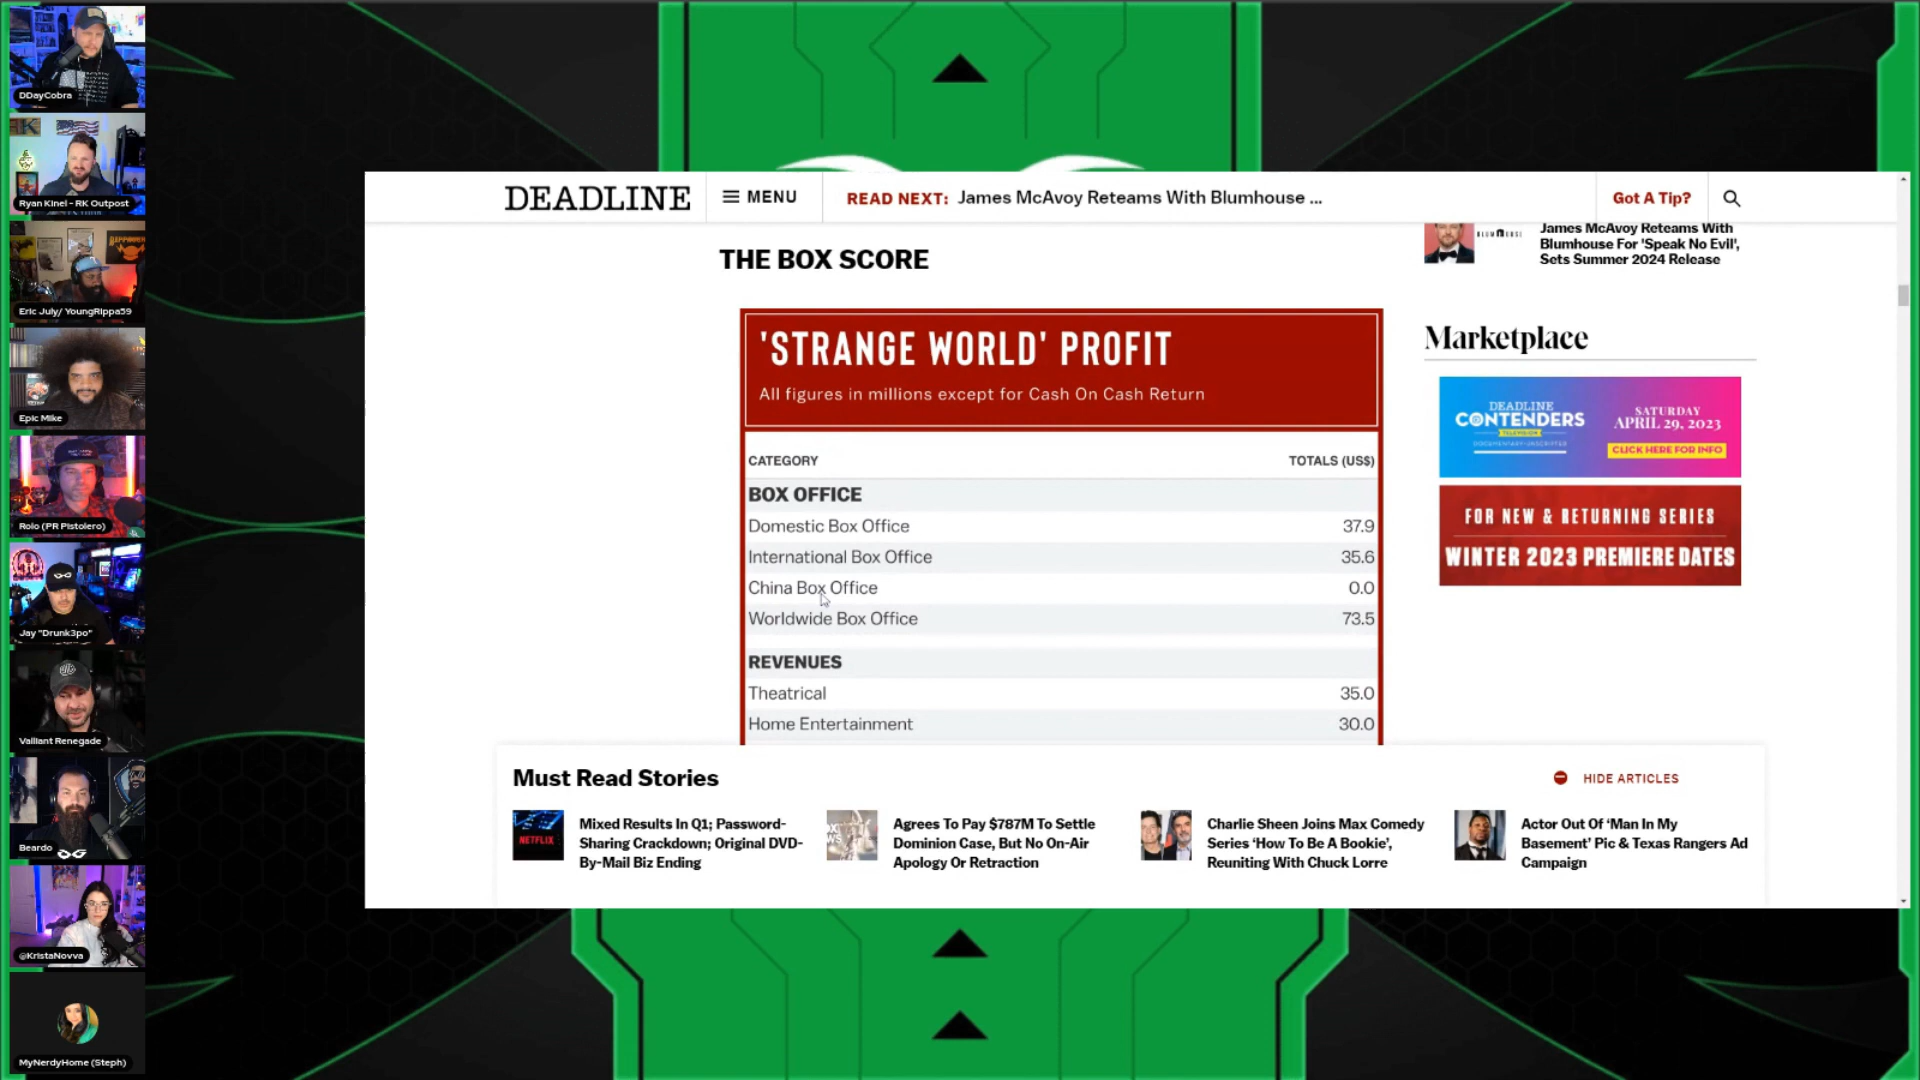 DDayCobra
Ryan Kinel - RK Outpost
Eric July/ YoungRippa59
Epic Mike
Rolo (PR Pistolero)
Jay "Drunk3po"
Valliant Renegade
Beardo
@KristaNovva
MyNerdyHome (Steph)
DEADLINE
MENU
READ NEXT: James McAvoy Reteams With Blumhouse ...
Got A Tip?
THE BOX SCORE
'STRANGE WORLD' PROFIT
All figures in millions except for Cash On Cash Return
CATEGORY TOTALS (US$)
BOX OFFICE
Domestic Box Office 37.9
International Box Office 35.6
China Box Office 0.0
Worldwide Box Office 73.5
REVENUES
Theatrical 35.0
Home Entertainment 30.0
BLUMHOUSE
James McAvoy Reteams With
Blumhouse For 'Speak No Evil',
Sets Summer 2024 Release
Marketplace
DEADLINE
CONTENDERS
TELEVISION
SATURDAY
APRIL 29, 2023
CLICK HERE FOR INFO
FOR NEW & RETURNING SERIES
WINTER 2023 PREMIERE DATES
Must Read Stories
HIDE ARTICLES
NETFLIX
Mixed Results In Q1; Password-
Sharing Crackdown; Original DVD-
By-Mail Biz Ending
Agrees To Pay $787M To Settle
Dominion Case, But No On-Air
Apology Or Retraction
Charlie Sheen Joins Max Comedy
Series ‘How To Be A Bookie’,
Reuniting With Chuck Lorre
Actor Out Of ‘Man In My
Basement’ Pic & Texas Rangers Ad
Campaign